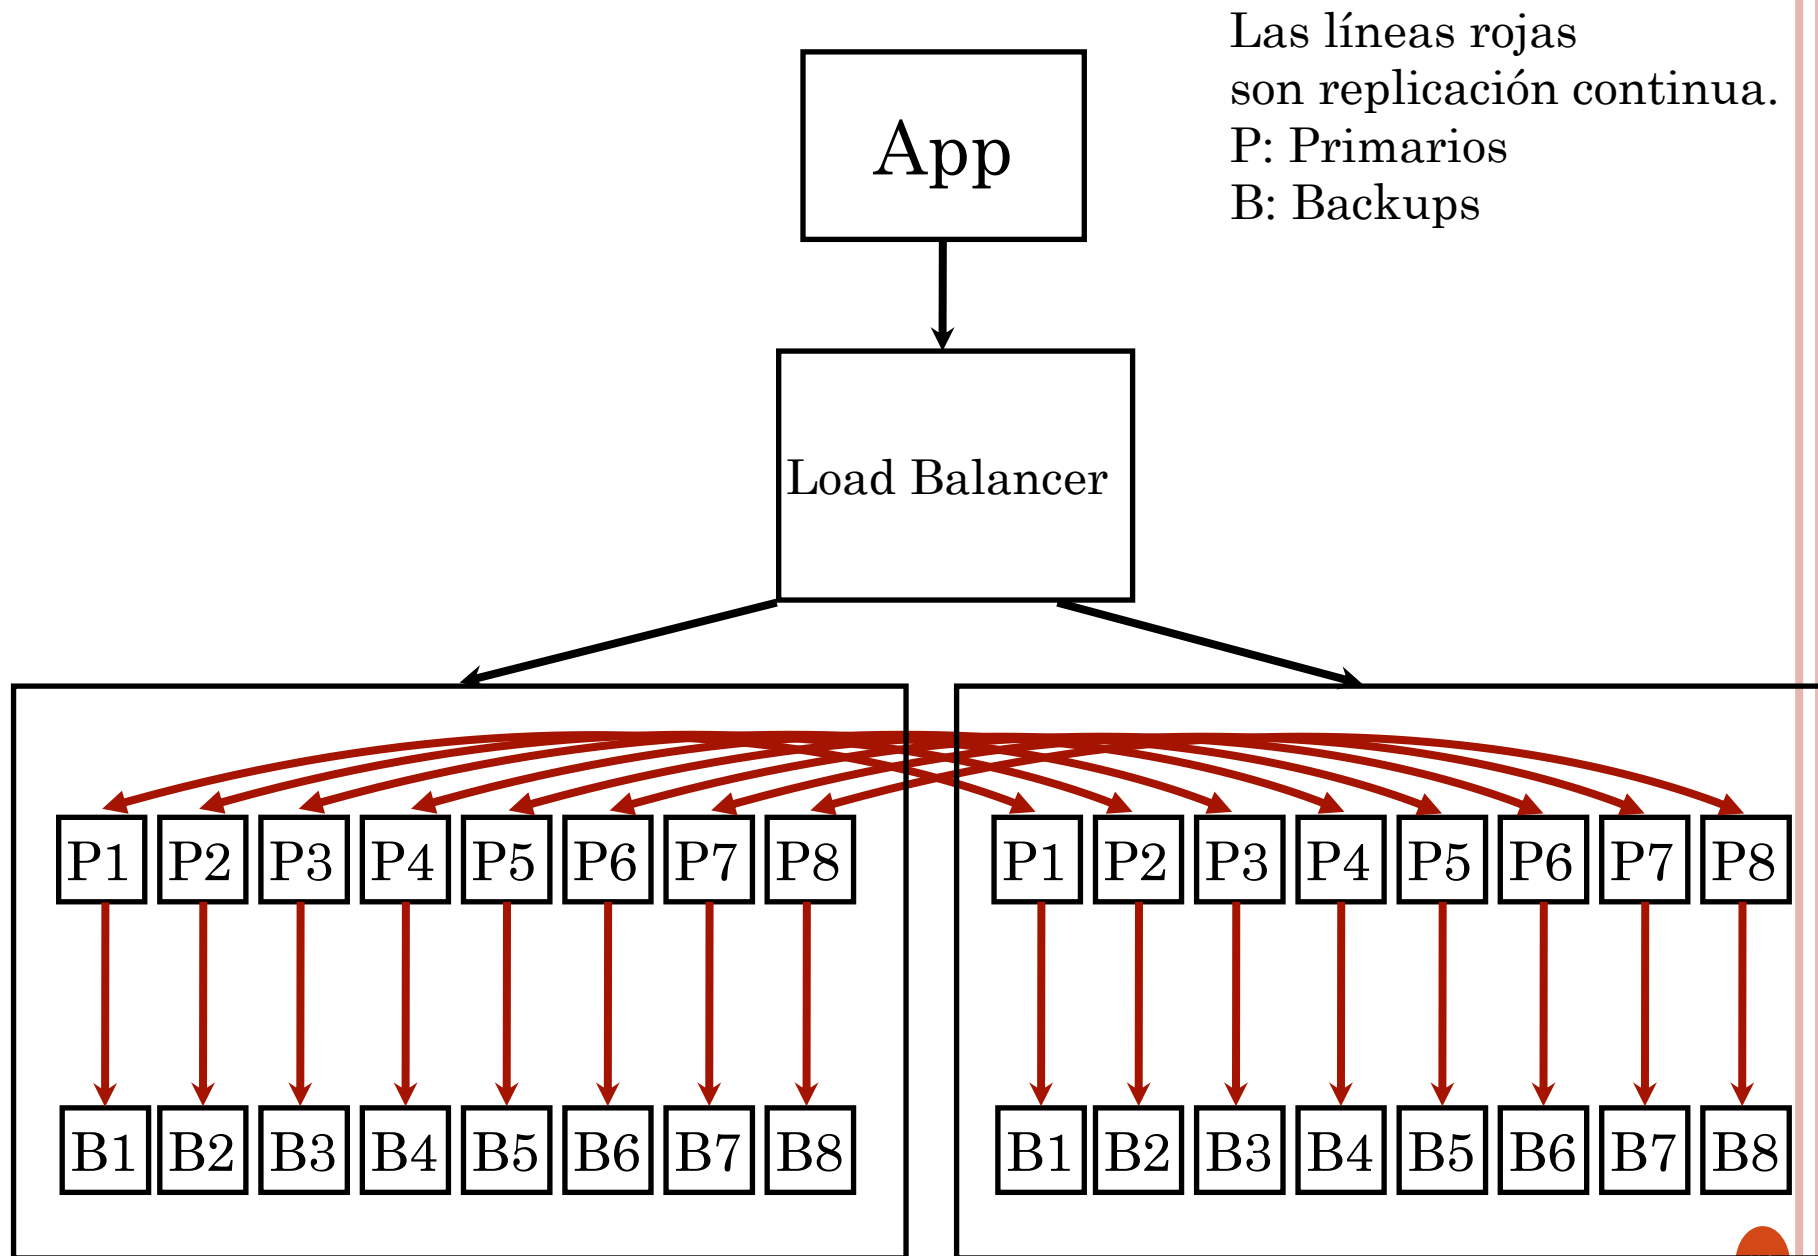 Las líneas rojas
son replicación continua.
P: Primarios
B: Backups
App
Load Balancer
P1 P2 P3 P4 P5 P6 P7 P8 P1 P2 P3 P4 P5 P6 P7 P8
B1 B2 B3 B4 B5 B6 B7 B8 B1 B2 B3 B4 B5 B6 B7 B8